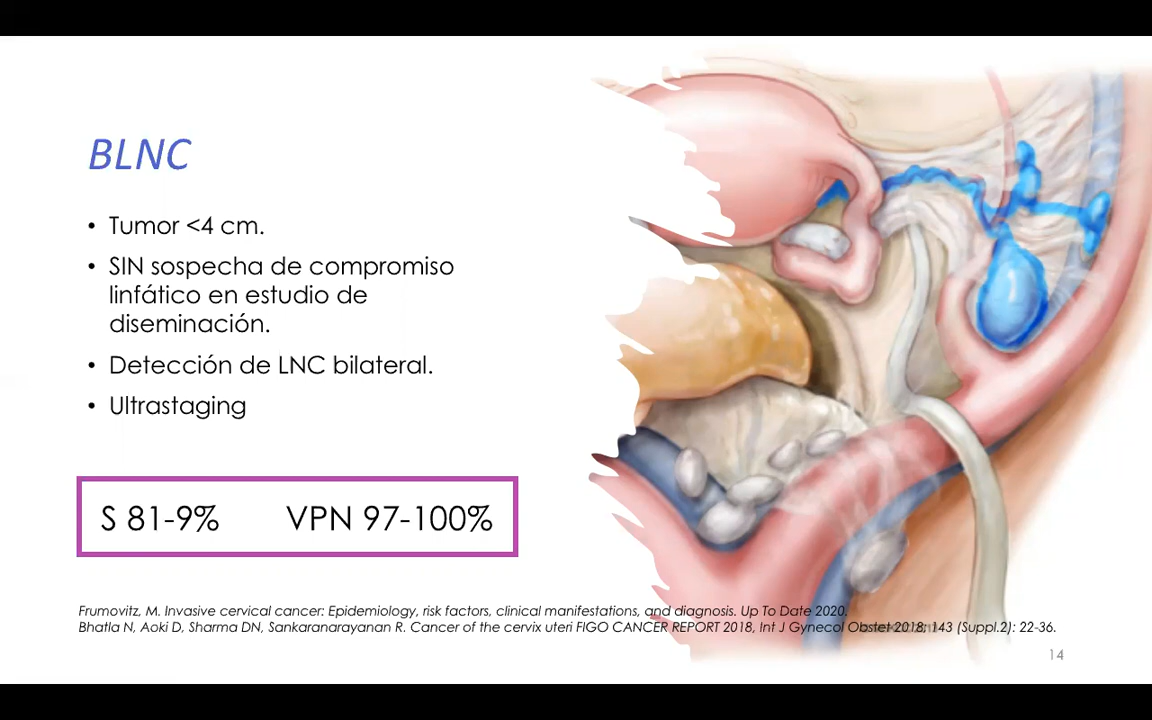 BLNC
• Tumor <4 cm.
• SIN sospecha de compromiso
linfático en estudio de
diseminación.
• Detección de LNC bilateral.
• Ultrastaging
S 81-9% VPN 97-100%
Frumovitz, M. Invasive cervical cancer: Epidemiology, risk factors, clinical manifestations, and diagnosis. Up To Date 2020.
Bhatla N, Aoki D, Sharma DN, Sankaranarayanan R. Cancer of the cervix uteri FIGO CANCER REPORT 2018, Int J Gynecol Obstet 2018; 143 (Suppl.2): 22-36.
14